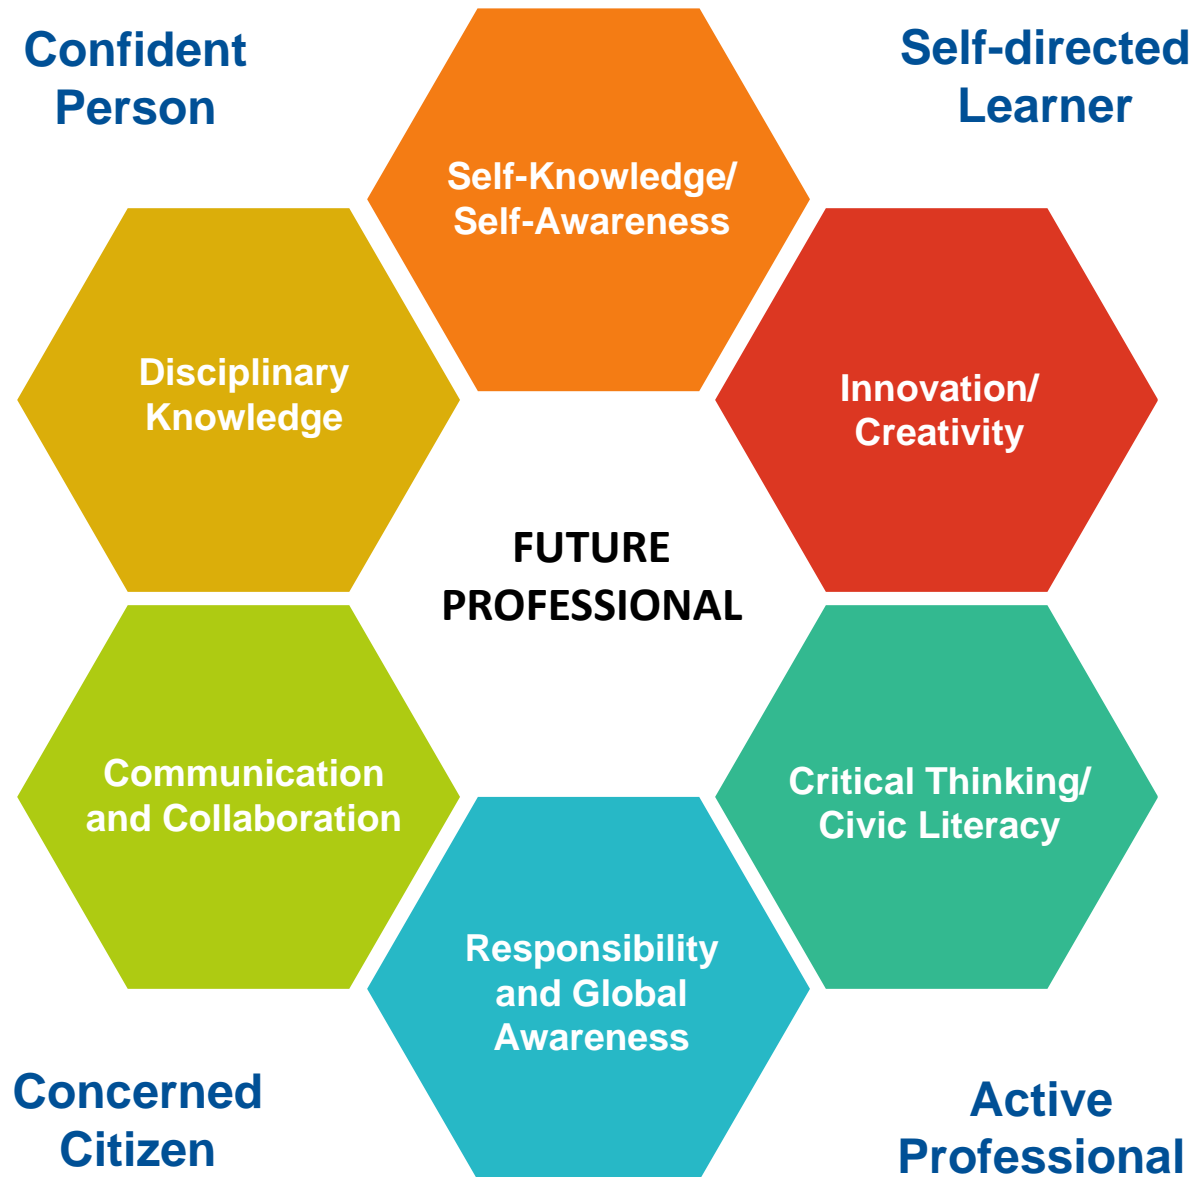 Confident
Person
Self-directed
Learner
Self-Knowledge/
Self-Awareness
Disciplinary
Knowledge
Innovation/
Creativity
FUTURE
PROFESSIONAL
Communication
and Collaboration
Critical Thinking/
Civic Literacy
Responsibility
and Global
Awareness
Concerned
Citizen
Active
Professional